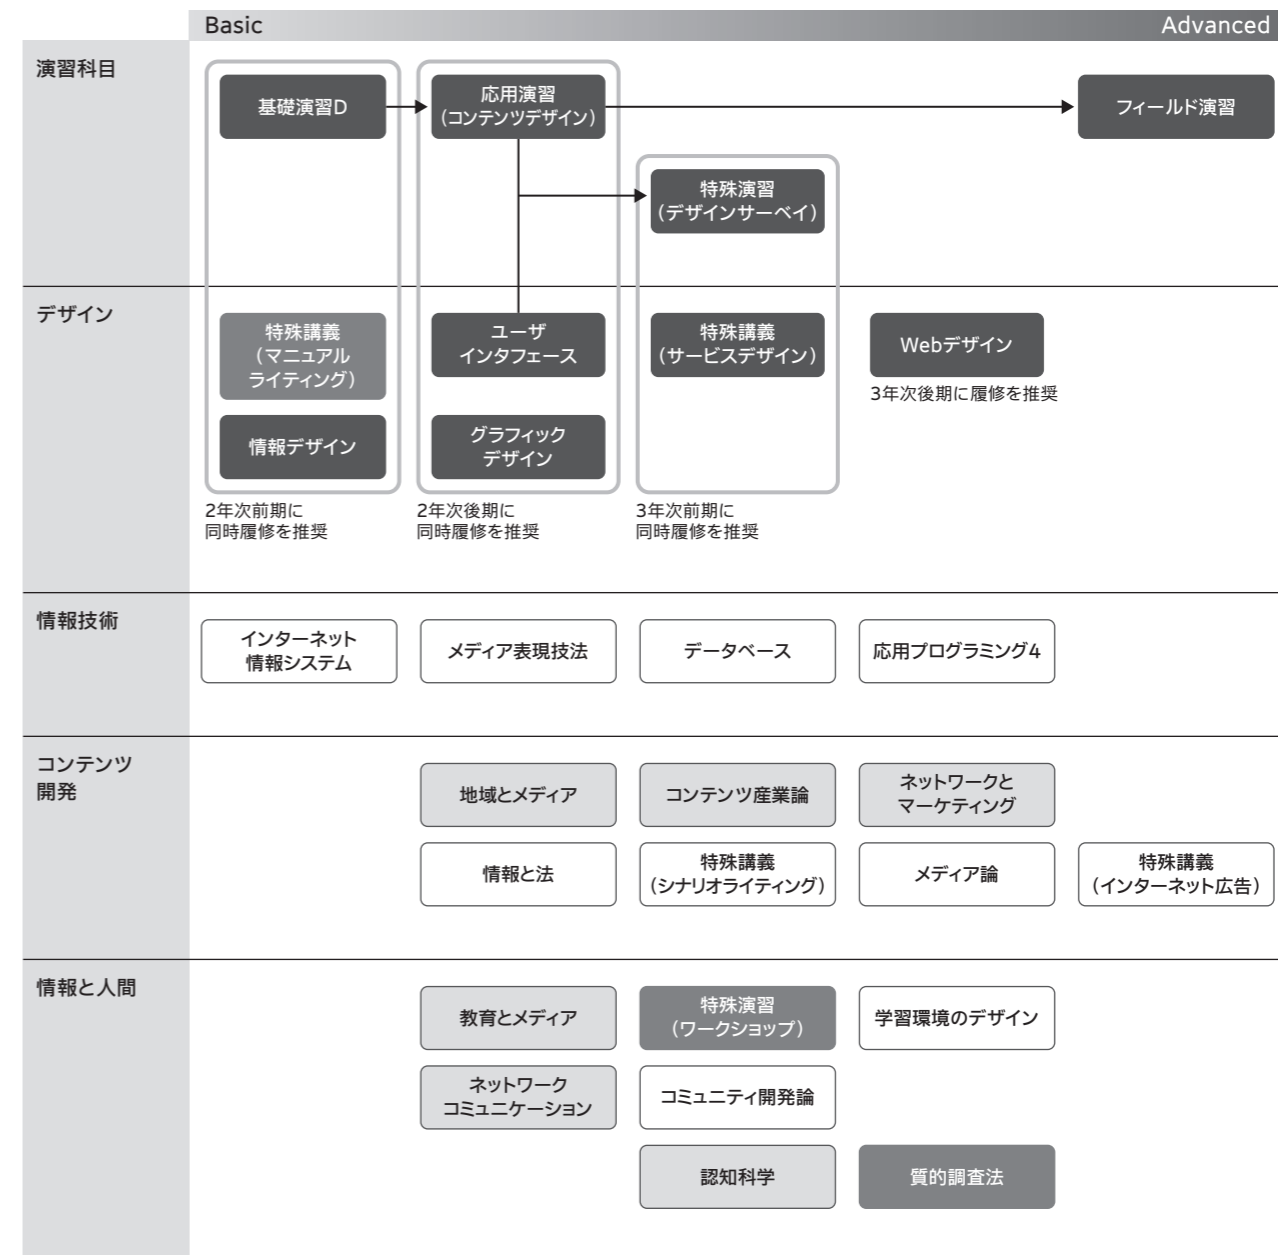 Basic
Advanced
演習科目
基礎演習D
応用演習
（コンテンツデザイン）
フィールド演習
特殊演習
（デザインサーベイ）
デザイン
特殊講義
（マニュアル
ライティング）
ユーザ
インタフェース
特殊講義
（サービスデザイン）
Webデザイン
3年次後期に履修を推奨
情報デザイン
グラフィック
デザイン
2年次前期に
同時履修を推奨
2年次後期に
同時履修を推奨
3年次前期に
同時履修を推奨
情報技術
インターネット
情報システム
メディア表現技法
データベース
応用プログラミング4
コンテンツ
開発
地域とメディア
コンテンツ産業論
ネットワークと
マーケティング
情報と法
特殊講義
（シナリオライティング）
メディア論
特殊講義
（インターネット広告）
情報と人間
教育とメディア
特殊演習
（ワークショップ）
学習環境のデザイン
ネットワーク
コミュニケーション
コミュニティ開発論
認知科学
質的調査法